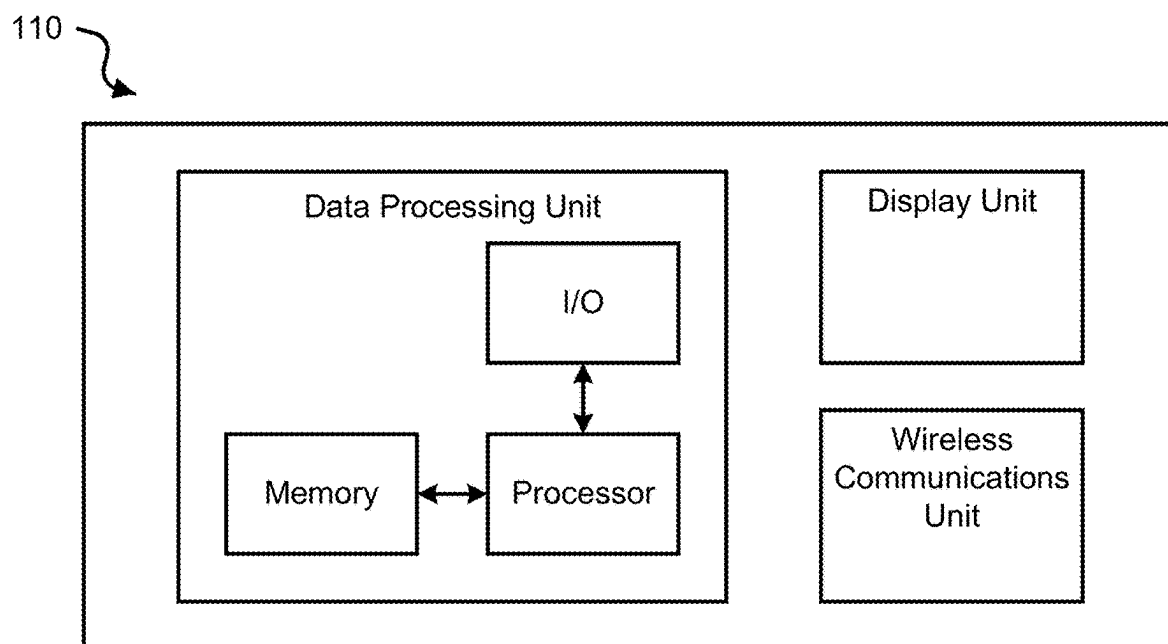 110
Data Processing Unit
I/O
Memory
Processor
Display Unit
Wireless
Communications
Unit